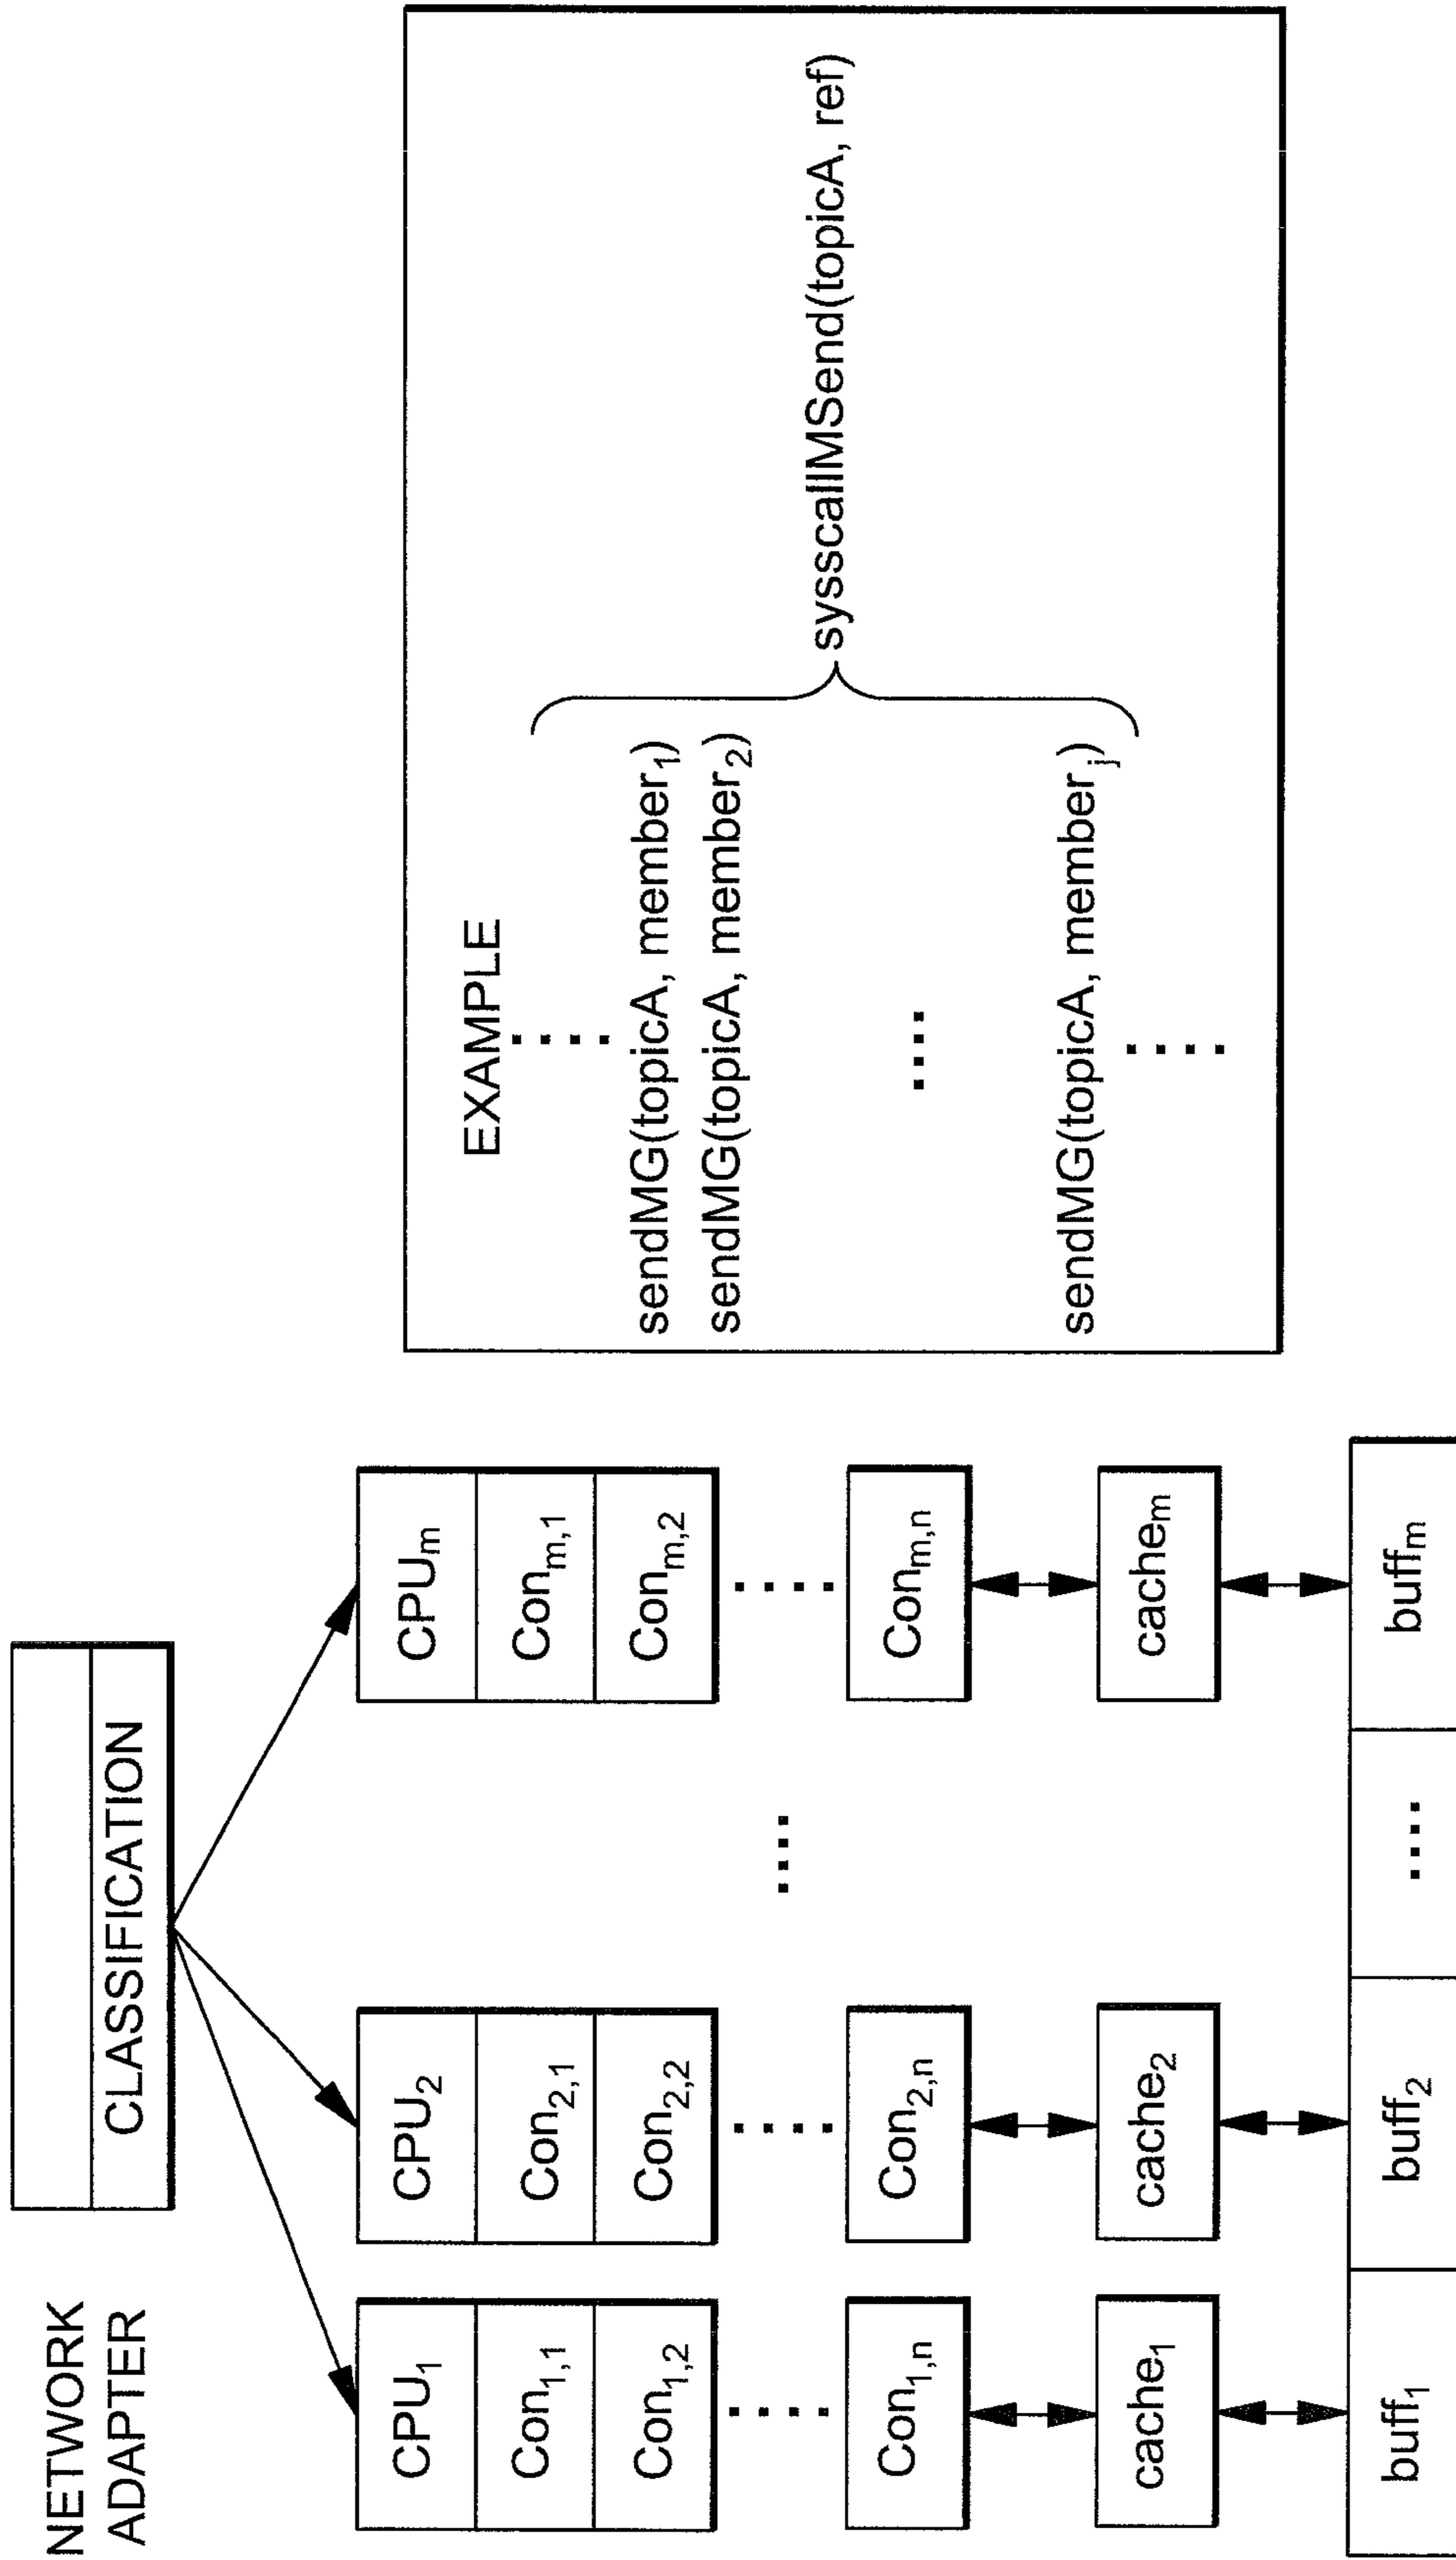 NETWORK
ADAPTER
CLASSIFICATION
CPU₁
Con₁,₁
Con₁,₂
....
Con₁,ₙ
cache₁
buff₁
CPU₂
Con₂,₁
Con₂,₂
....
Con₂,ₙ
cache₂
buff₂
....
....
CPUₘ
Conₘ,₁
Conₘ,₂
....
Conₘ,ₙ
cacheₘ
buffₘ
EXAMPLE
....
sendMG(topicA, member₁)
sendMG(topicA, member₂)
....
sendMG(topicA, memberⱼ)
....
sysscallMSend(topicA, ref)